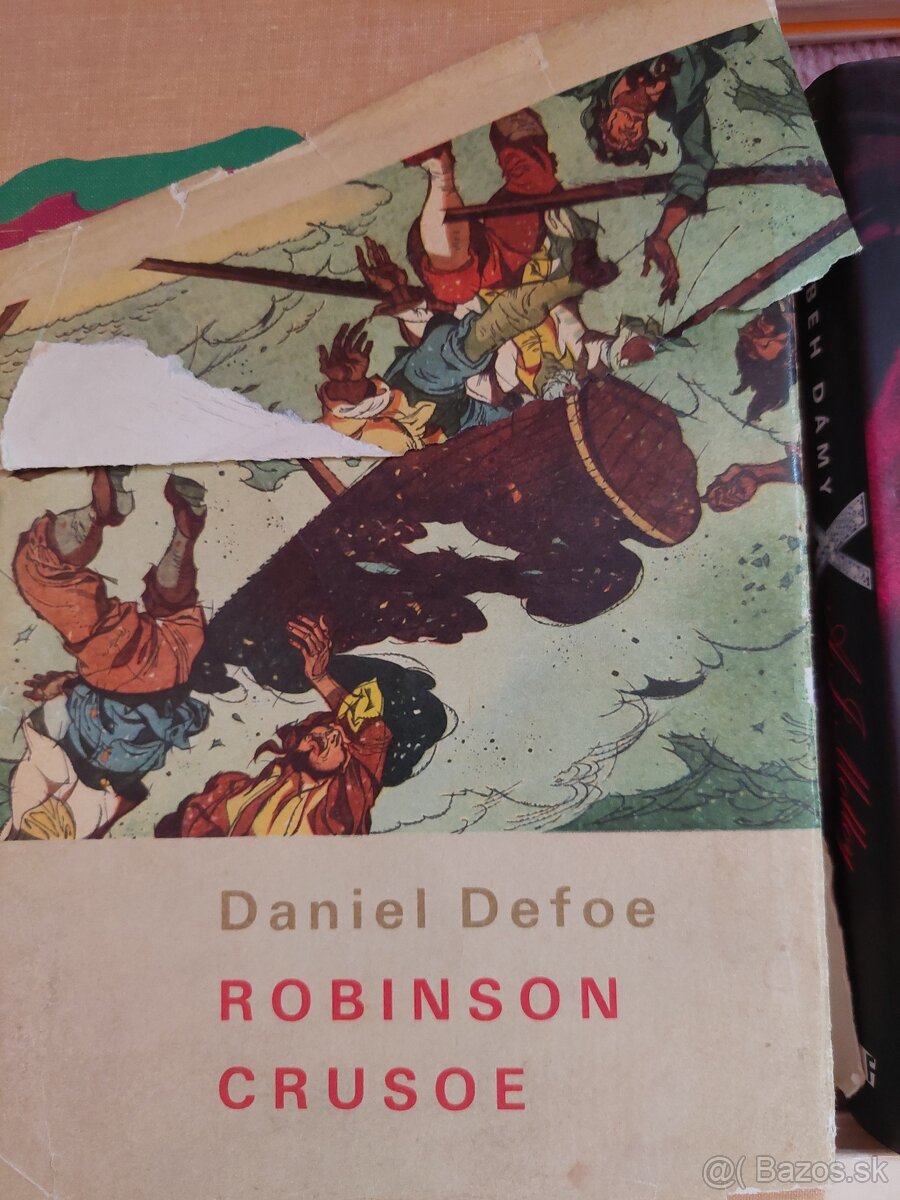 Daniel Defoe
ROBINSON
CRUSOE
BEH DAMY X
@( Bazos.sk